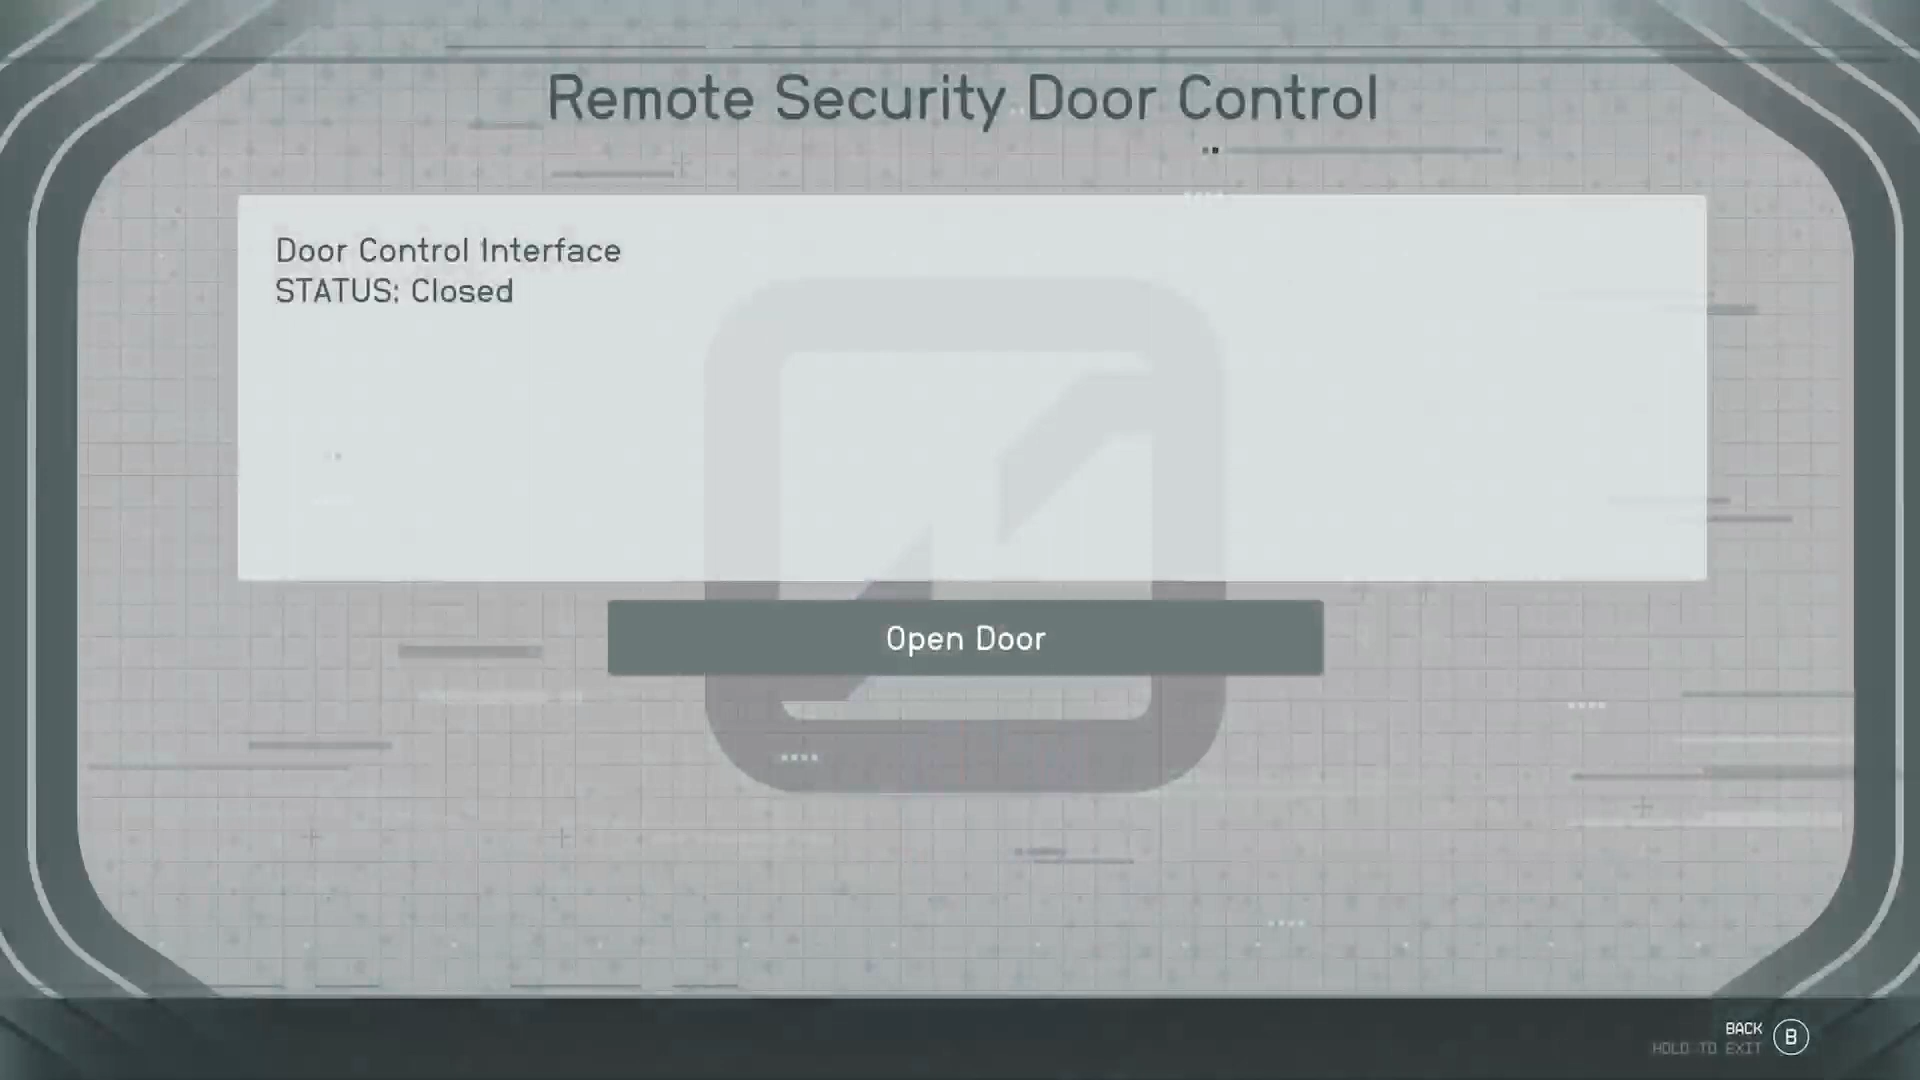 Remote Security Door Control
Door Control Interface
STATUS: Closed
Open Door
BACK
HOLD TO EXIT
B